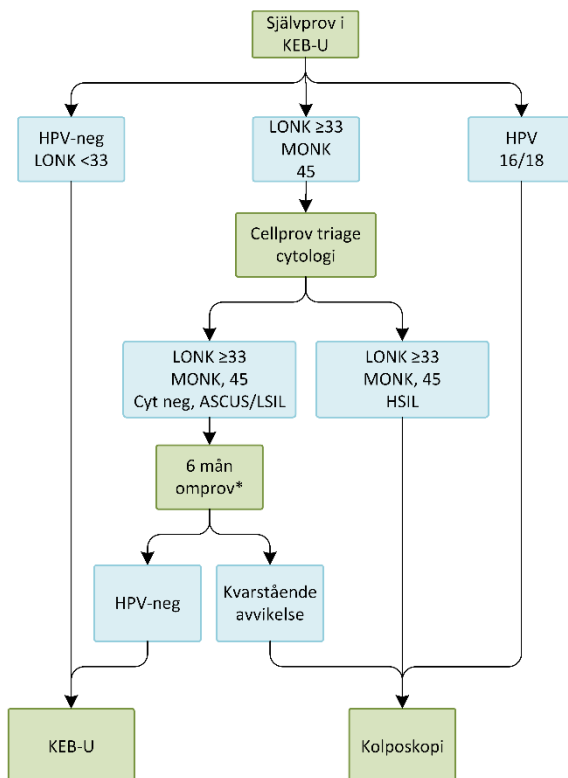 Självprov i
KEB-U
HPV-neg
LONK <33
LONK ≥33
MONK
45
HPV
16/18
Cellprov triage
cytologi
LONK ≥33
MONK, 45
Cyt neg, ASCUS/LSIL
LONK ≥33
MONK, 45
HSIL
6 mån
omprov*
HPV-neg
Kvarstående
avvikelse
KEB-U
Kolposkopi